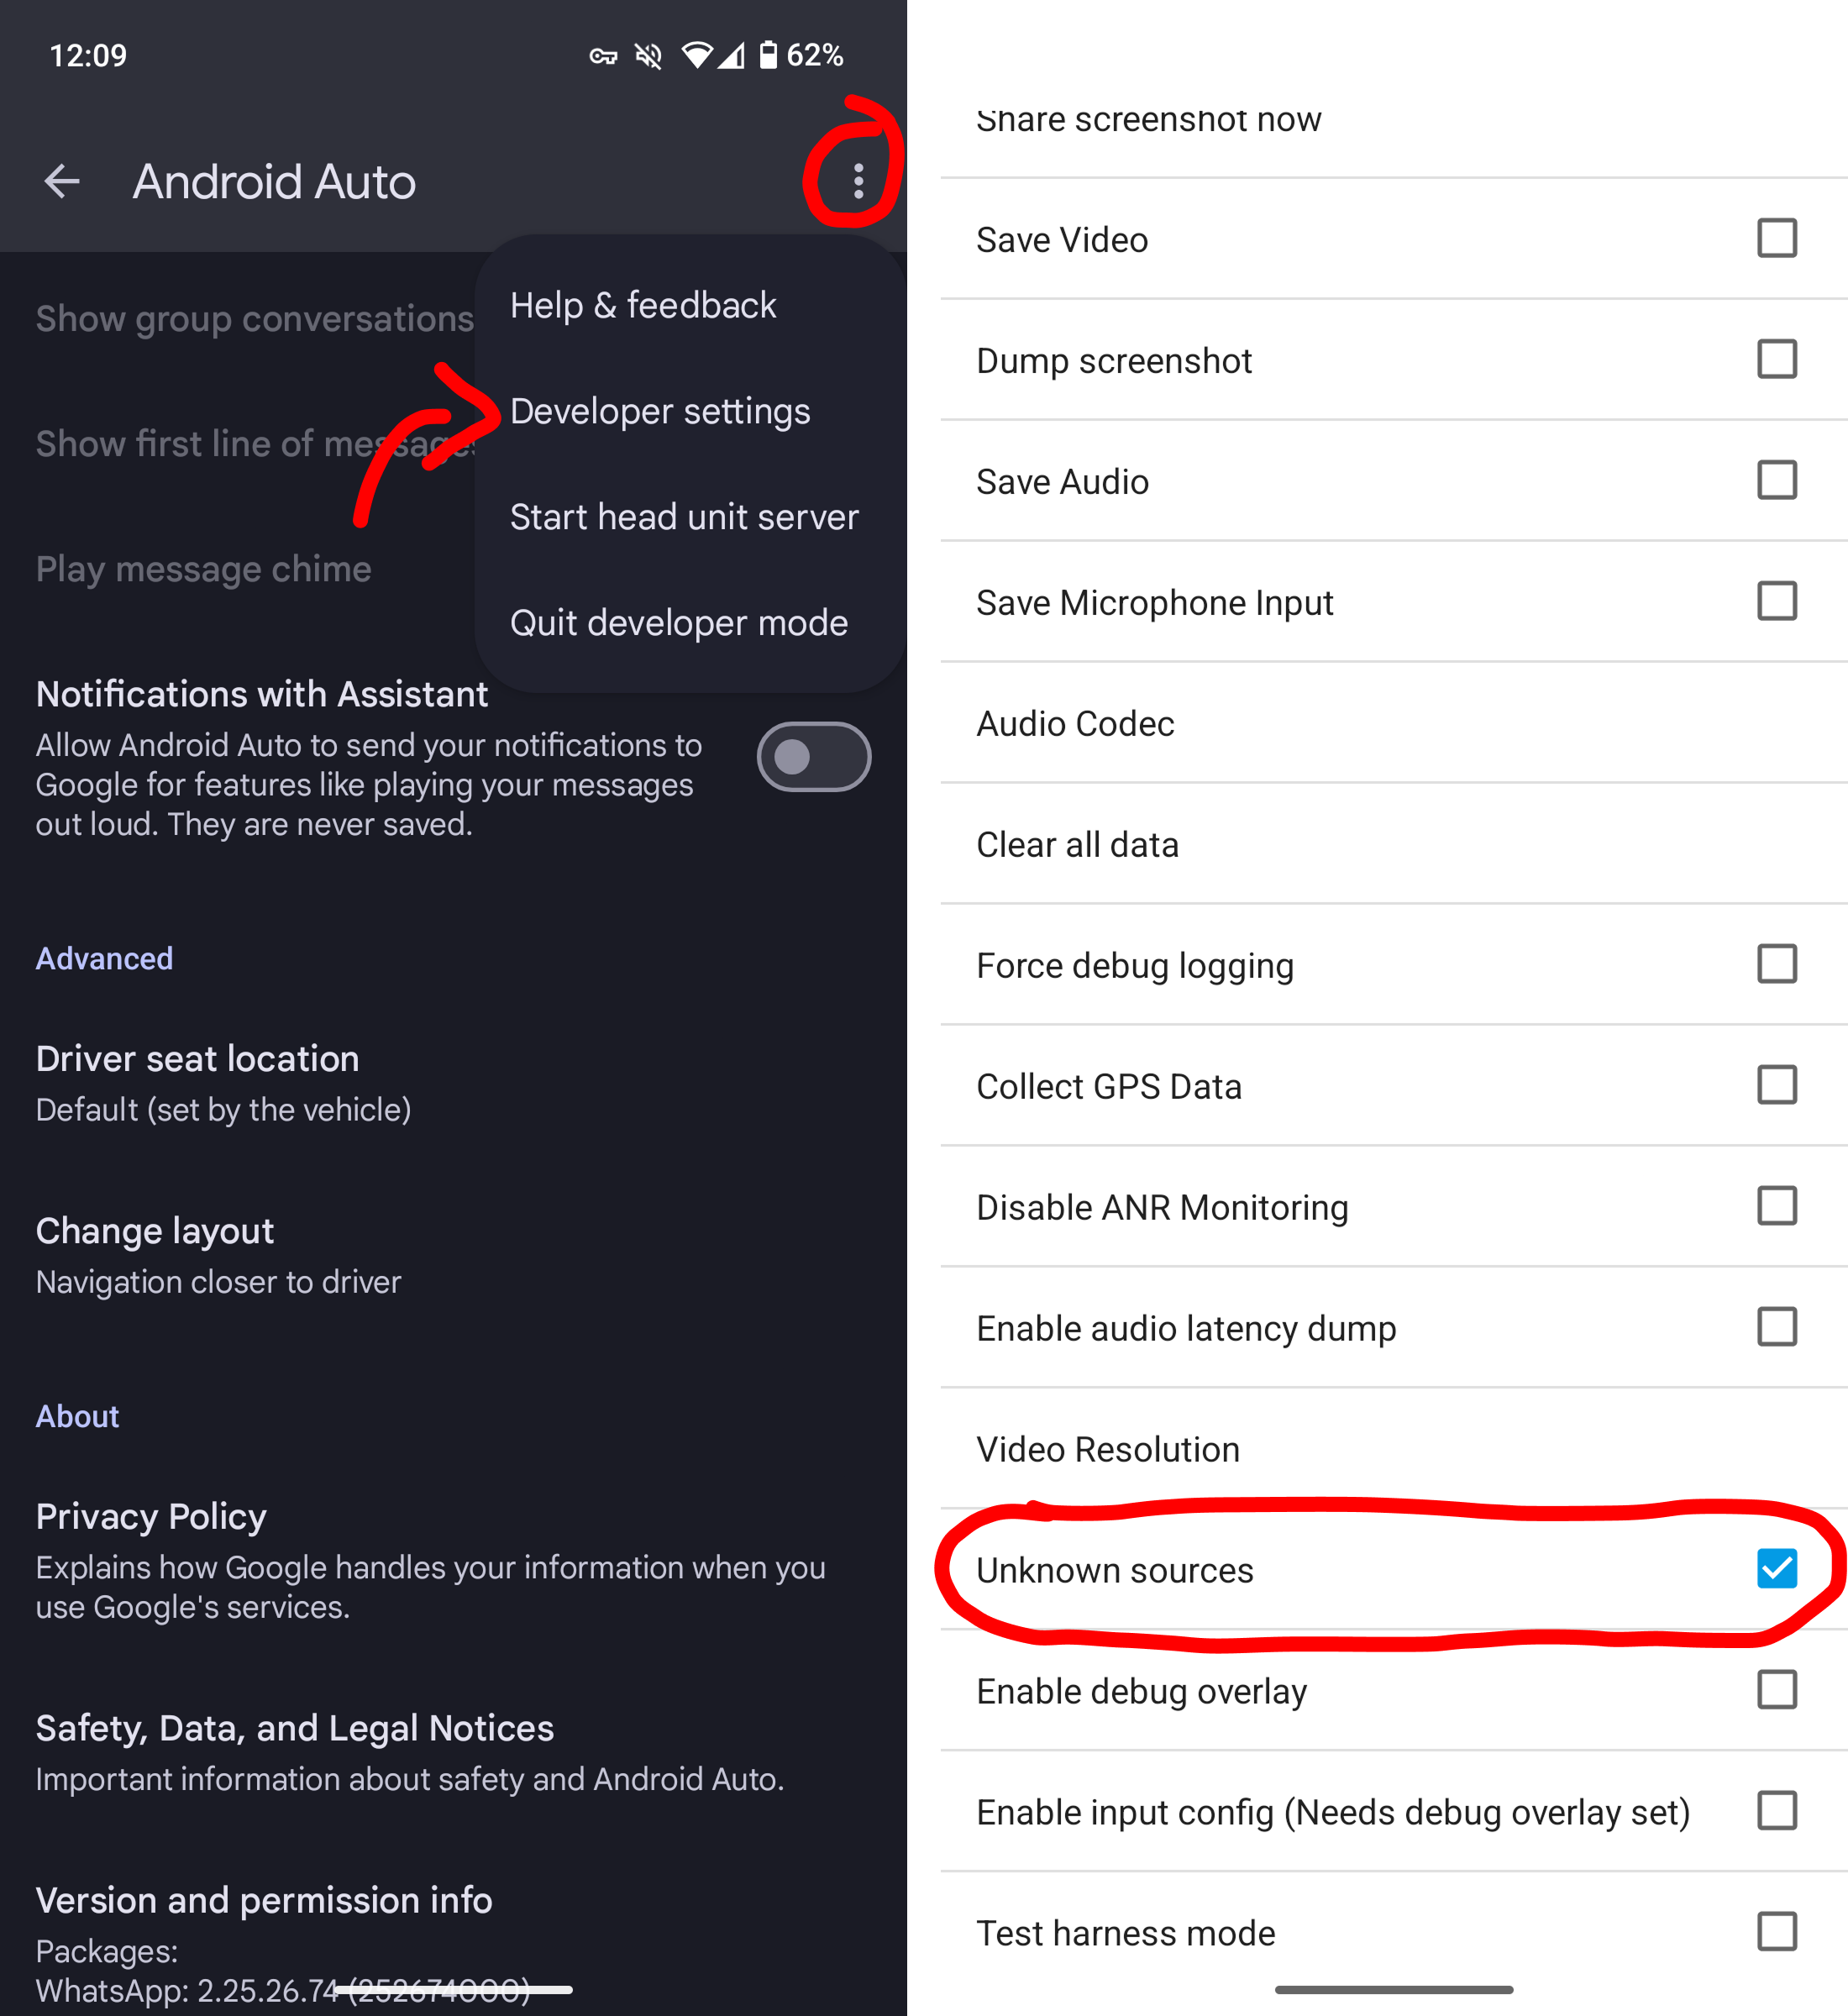 12:09
62%
Android Auto
Help & feedback
Show group conversations
Developer settings
Show first line of messages
Start head unit server
Play message chime
Quit developer mode
Notifications with Assistant
Allow Android Auto to send your notifications to
Google for features like playing your messages
out loud. They are never saved.
Advanced
Driver seat location
Default (set by the vehicle)
Change layout
Navigation closer to driver
About
Privacy Policy
Explains how Google handles your information when you
use Google's services.
Safety, Data, and Legal Notices
Important information about safety and Android Auto.
Version and permission info
Packages:
WhatsApp: 2.25.26.74 (252674000)
Share screenshot now
Save Video
Dump screenshot
Save Audio
Save Microphone Input
Audio Codec
Clear all data
Force debug logging
Collect GPS Data
Disable ANR Monitoring
Enable audio latency dump
Video Resolution
Unknown sources
Enable debug overlay
Enable input config (Needs debug overlay set)
Test harness mode